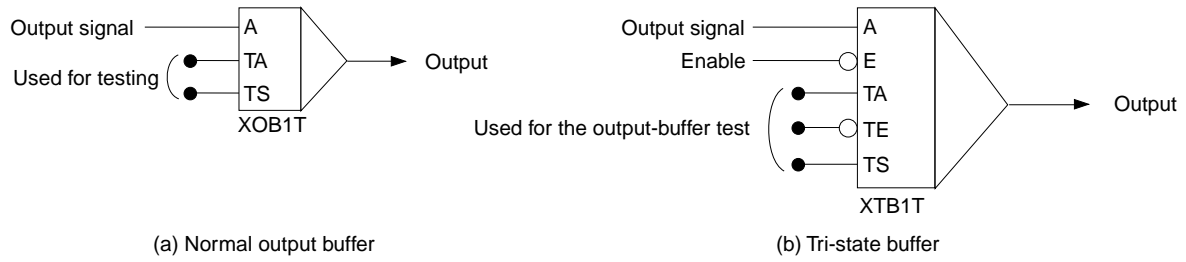 Output signal
A
TA
Used for testing
TS
XOB1T
Output
(a) Normal output buffer
Output signal
A
Enable
E
TA
Used for the output-buffer test
TE
TS
XTB1T
Output
(b) Tri-state buffer